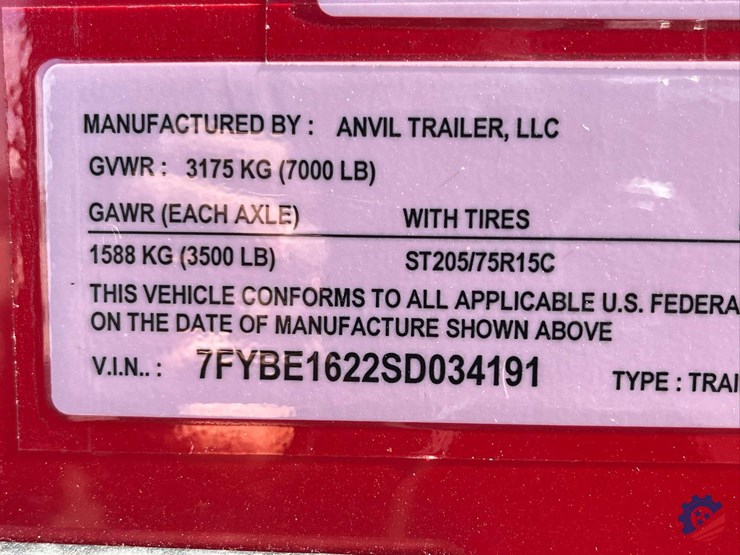 MANUFACTURED BY : ANVIL TRAILER, LLC
GVWR : 3175 KG (7000 LB)
GAWR (EACH AXLE) WITH TIRES
1588 KG (3500 LB) ST205/75R15C
THIS VEHICLE CONFORMS TO ALL APPLICABLE U.S. FEDERA
ON THE DATE OF MANUFACTURE SHOWN ABOVE
V.I.N.. : 7FYBE1622SD034191 TYPE : TRAI